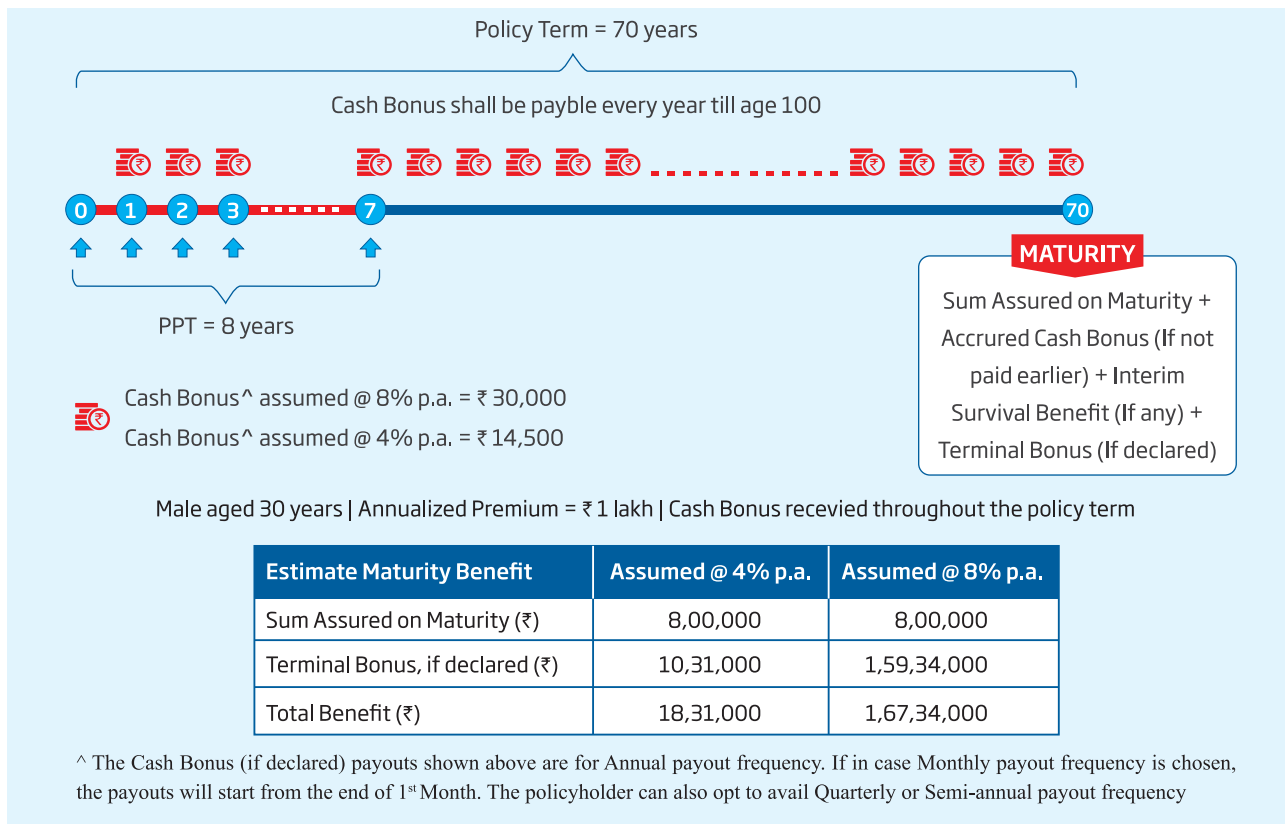 Policy Term = 70 years
Cash Bonus shall be payble every year till age 100
0 1 2 3 7 70
PPT = 8 years
MATURITY
Sum Assured on Maturity +
Accrured Cash Bonus (If not
paid earlier) + Interim
Survival Benefit (If any) +
Terminal Bonus (If declared)
₹ Cash Bonus^ assumed @ 8% p.a. = ₹ 30,000
Cash Bonus^ assumed @ 4% p.a. = ₹ 14,500
Male aged 30 years | Annualized Premium = ₹ 1 lakh | Cash Bonus recevied throughout the policy term
Estimate Maturity Benefit Assumed @ 4% p.a. Assumed @ 8% p.a.
Sum Assured on Maturity (₹) 8,00,000 8,00,000
Terminal Bonus, if declared (₹) 10,31,000 1,59,34,000
Total Benefit (₹) 18,31,000 1,67,34,000
^ The Cash Bonus (if declared) payouts shown above are for Annual payout frequency. If in case Monthly payout frequency is chosen,
the payouts will start from the end of 1st Month. The policyholder can also opt to avail Quarterly or Semi-annual payout frequency